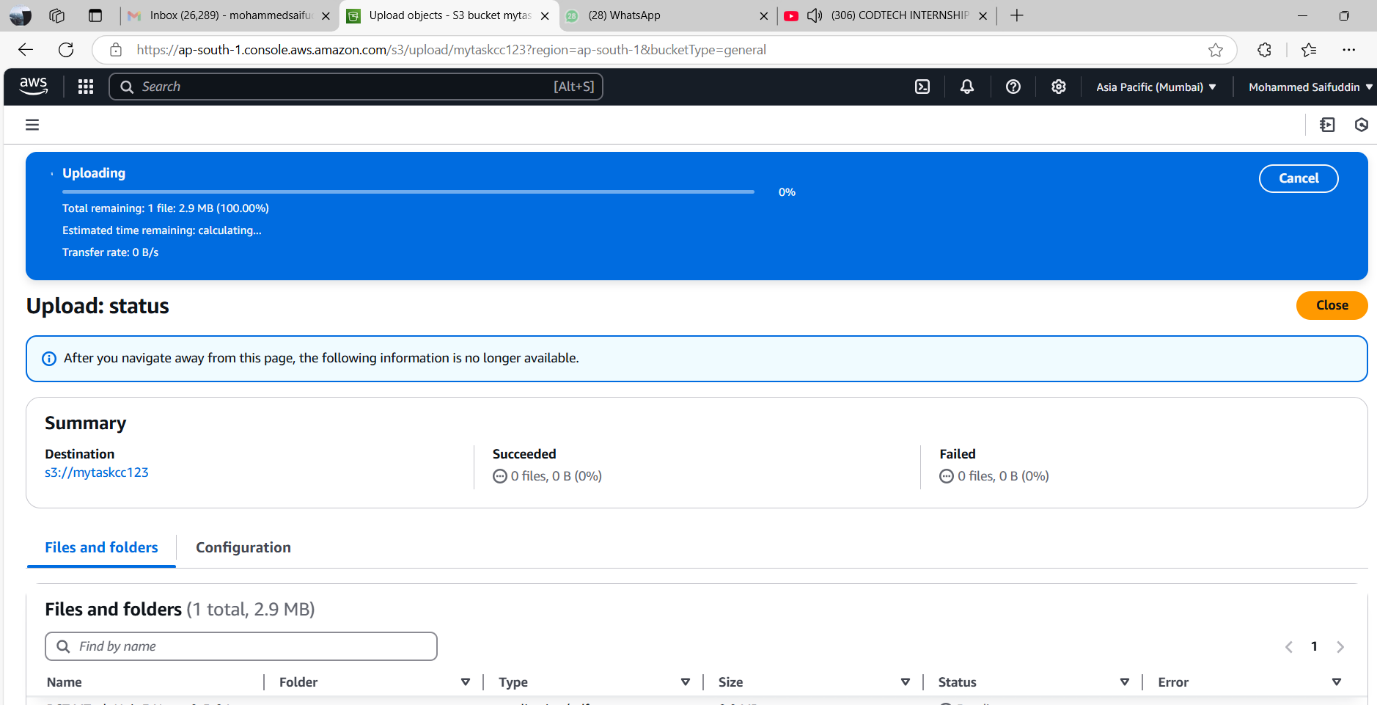 Inbox (26,289) - mohammedsaifu
Upload objects - S3 bucket mytas
(28) WhatsApp
(306) CODTECH INTERNSHIP
https://ap-south-1.console.aws.amazon.com/s3/upload/mytaskcc123?region=ap-south-1&bucketType=general
aws
Search
[Alt+S]
Asia Pacific (Mumbai)
Mohammed Saifuddin
Uploading
0%
Cancel
Total remaining: 1 file: 2.9 MB (100.00%)
Estimated time remaining: calculating...
Transfer rate: 0 B/s
Upload: status
Close
After you navigate away from this page, the following information is no longer available.
Summary
Destination
s3://mytaskcc123
Succeeded
0 files, 0 B (0%)
Failed
0 files, 0 B (0%)
Files and folders
Configuration
Files and folders (1 total, 2.9 MB)
Find by name
1
Name
Folder
Type
Size
Status
Error